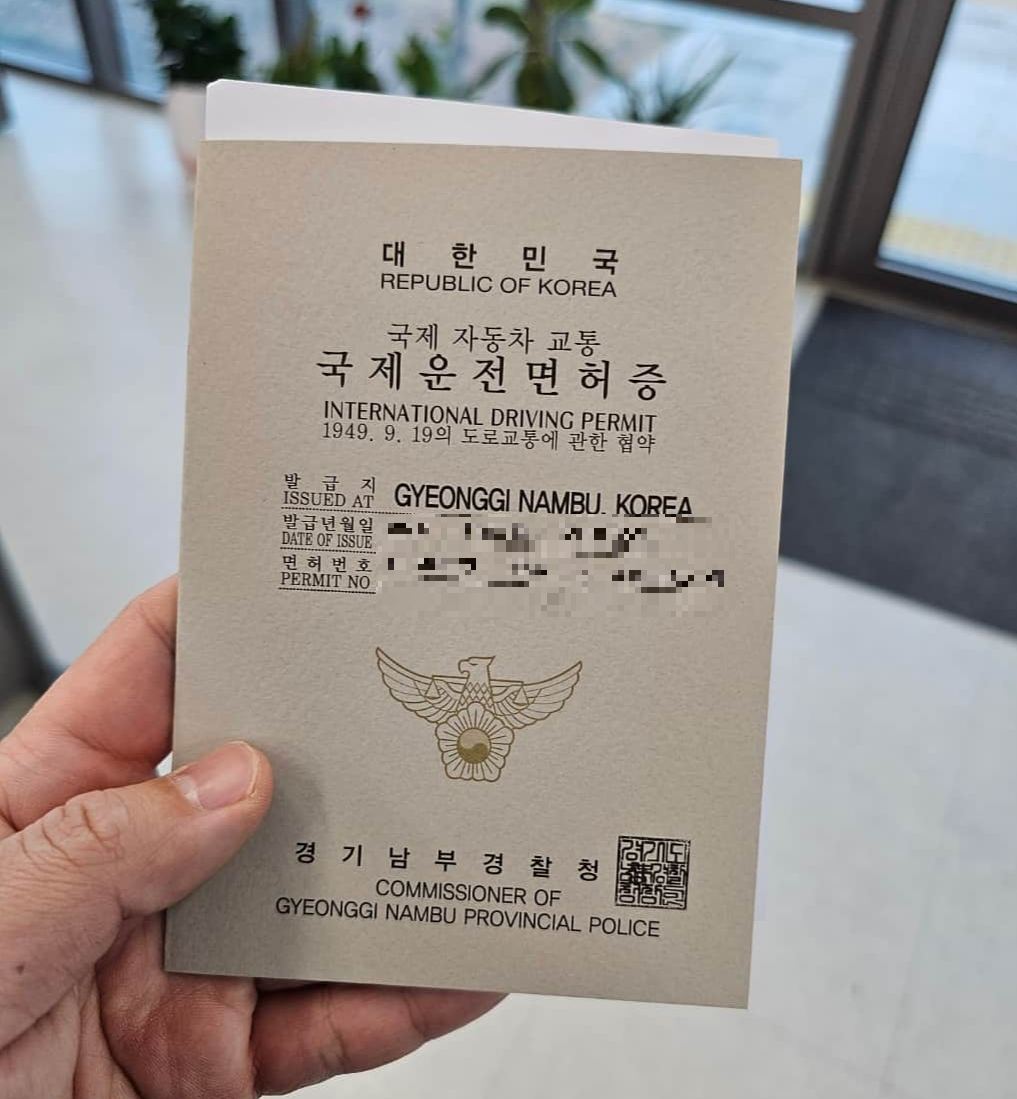 대 한 민 국
REPUBLIC OF KOREA
국제 자동차 교통
국 제 운 전 면 허 증
INTERNATIONAL DRIVING PERMIT
1949. 9. 19의 도로교통에 관한 협약
발 급 지
ISSUED AT GYEONGGI NAMBU, KOREA
발급년월일
DATE OF ISSUE
면 허 번 호
PERMIT NO
경 기 남 부 경 찰 청
COMMISSIONER OF
GYEONGGI NAMBU PROVINCIAL POLICE